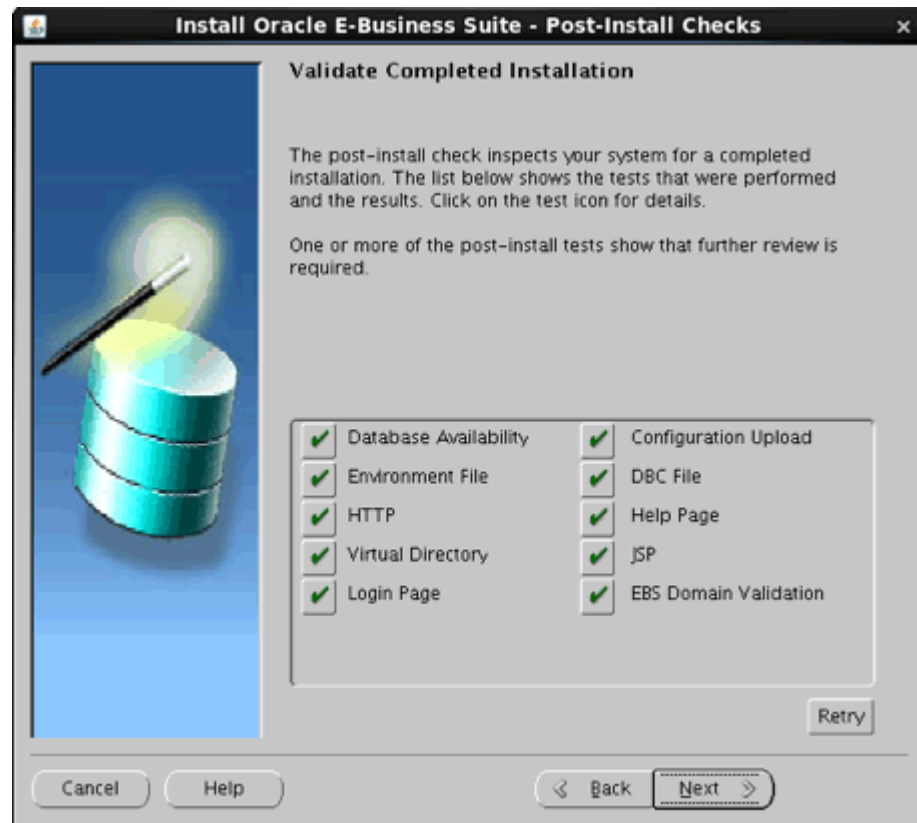 Install Oracle E-Business Suite - Post-Install Checks
Validate Completed Installation
The post-install check inspects your system for a completed
installation. The list below shows the tests that were performed
and the results. Click on the test icon for details.
One or more of the post-install tests show that further review is
required.
Database Availability
Configuration Upload
Environment File
DBC File
HTTP
Help Page
Virtual Directory
JSP
Login Page
EBS Domain Validation
Retry
Cancel
Help
Back
Next